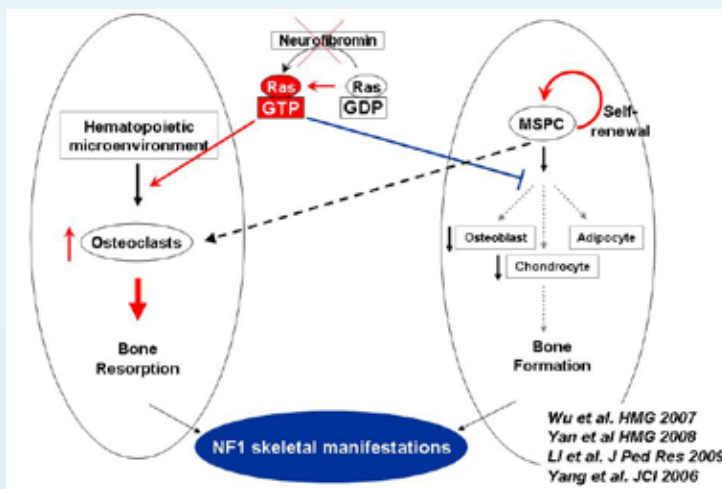 Neurofibromin
Ras
GTP
Ras
GDP
Hematopoietic
microenvironment
MSPC
Self-
renewal
Osteoclasts
Osteoblast
Adipocyte
Chondrocyte
Bone
Resorption
Bone
Formation
NF1 skeletal manifestations
Wu et al. HMG 2007
Yan et al HMG 2008
LI et al. J Ped Res 2009
Yang et al. JCI 2006